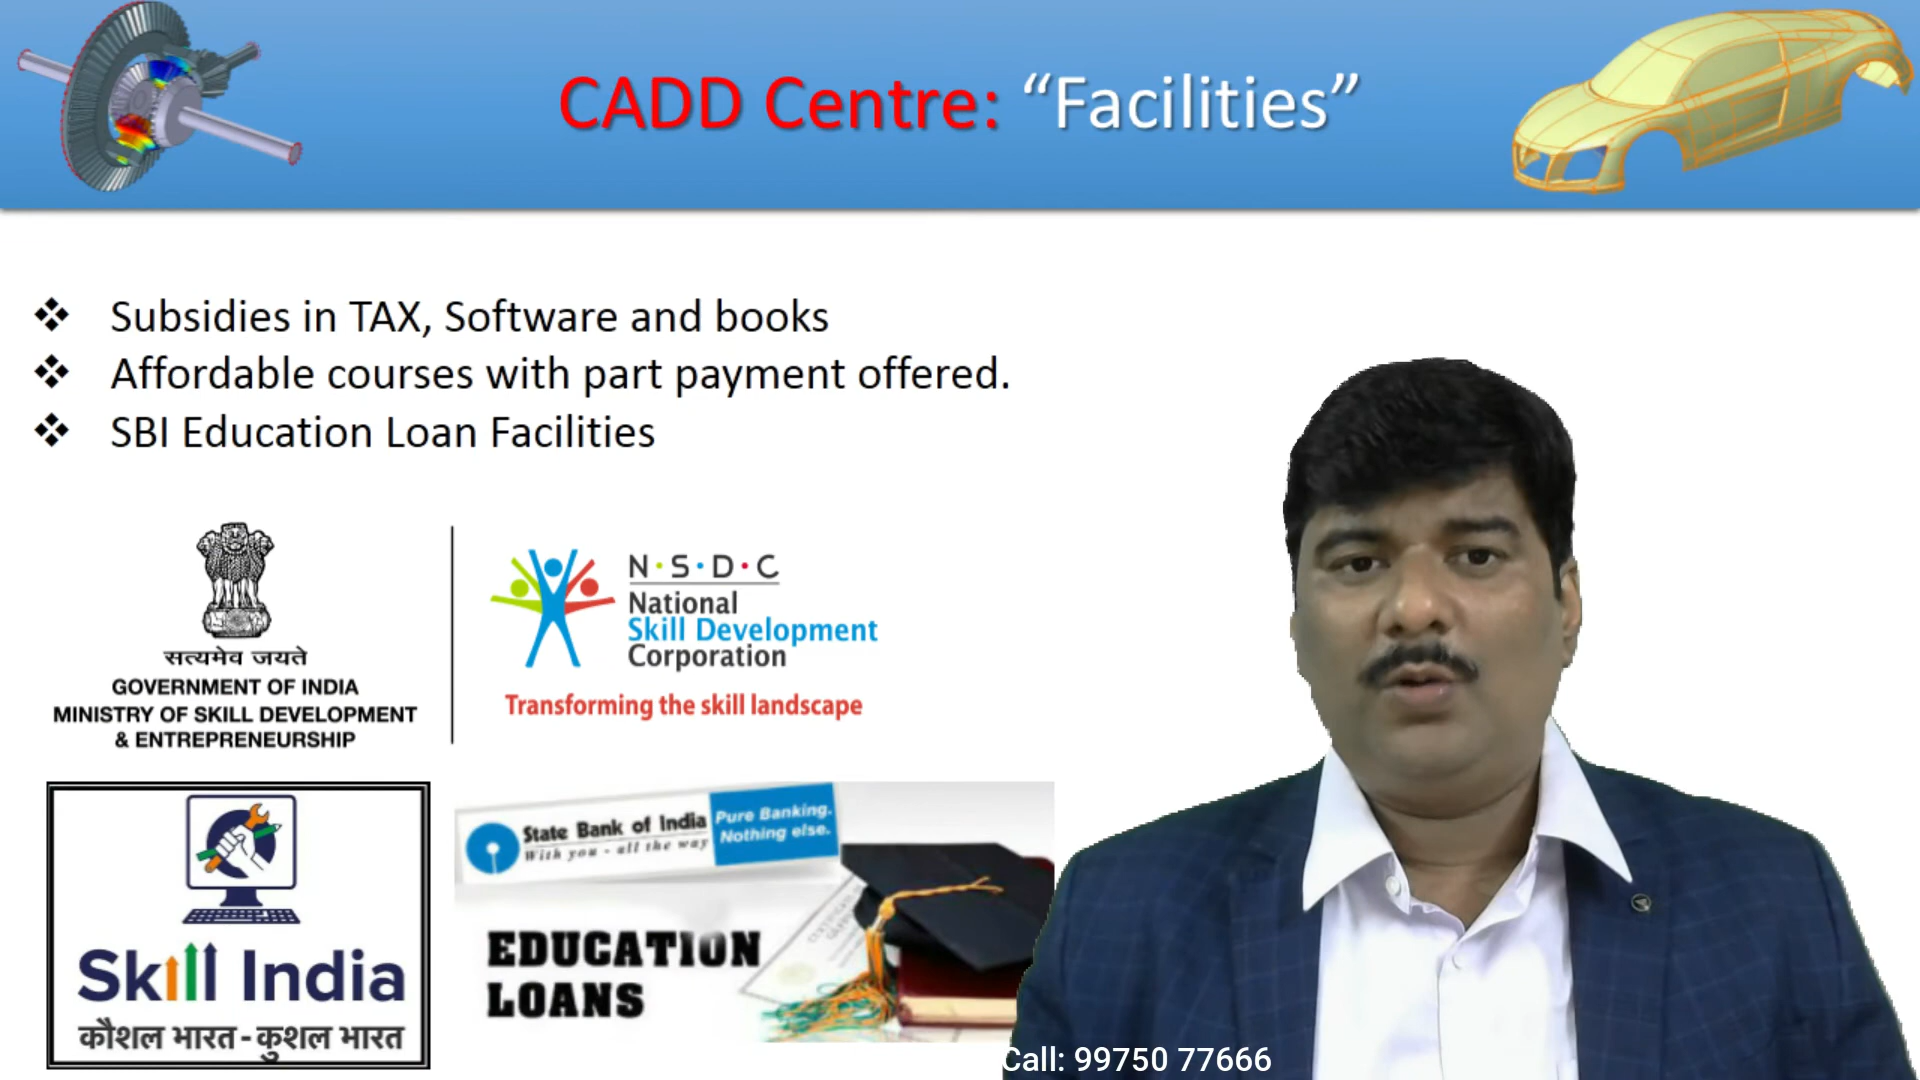 CADD Centre: “Facilities”
❖ Subsidies in TAX, Software and books
❖ Affordable courses with part payment offered.
❖ SBI Education Loan Facilities
सत्यमेव जयते
GOVERNMENT OF INDIA
MINISTRY OF SKILL DEVELOPMENT
& ENTREPRENEURSHIP
N·S·D·C
National
Skill Development
Corporation
Transforming the skill landscape
Skill India
कौशल भारत-कुशल भारत
State Bank of India
With you - all the way
Pure Banking.
Nothing else.
EDUCATION
LOANS
Call: 99750 77666